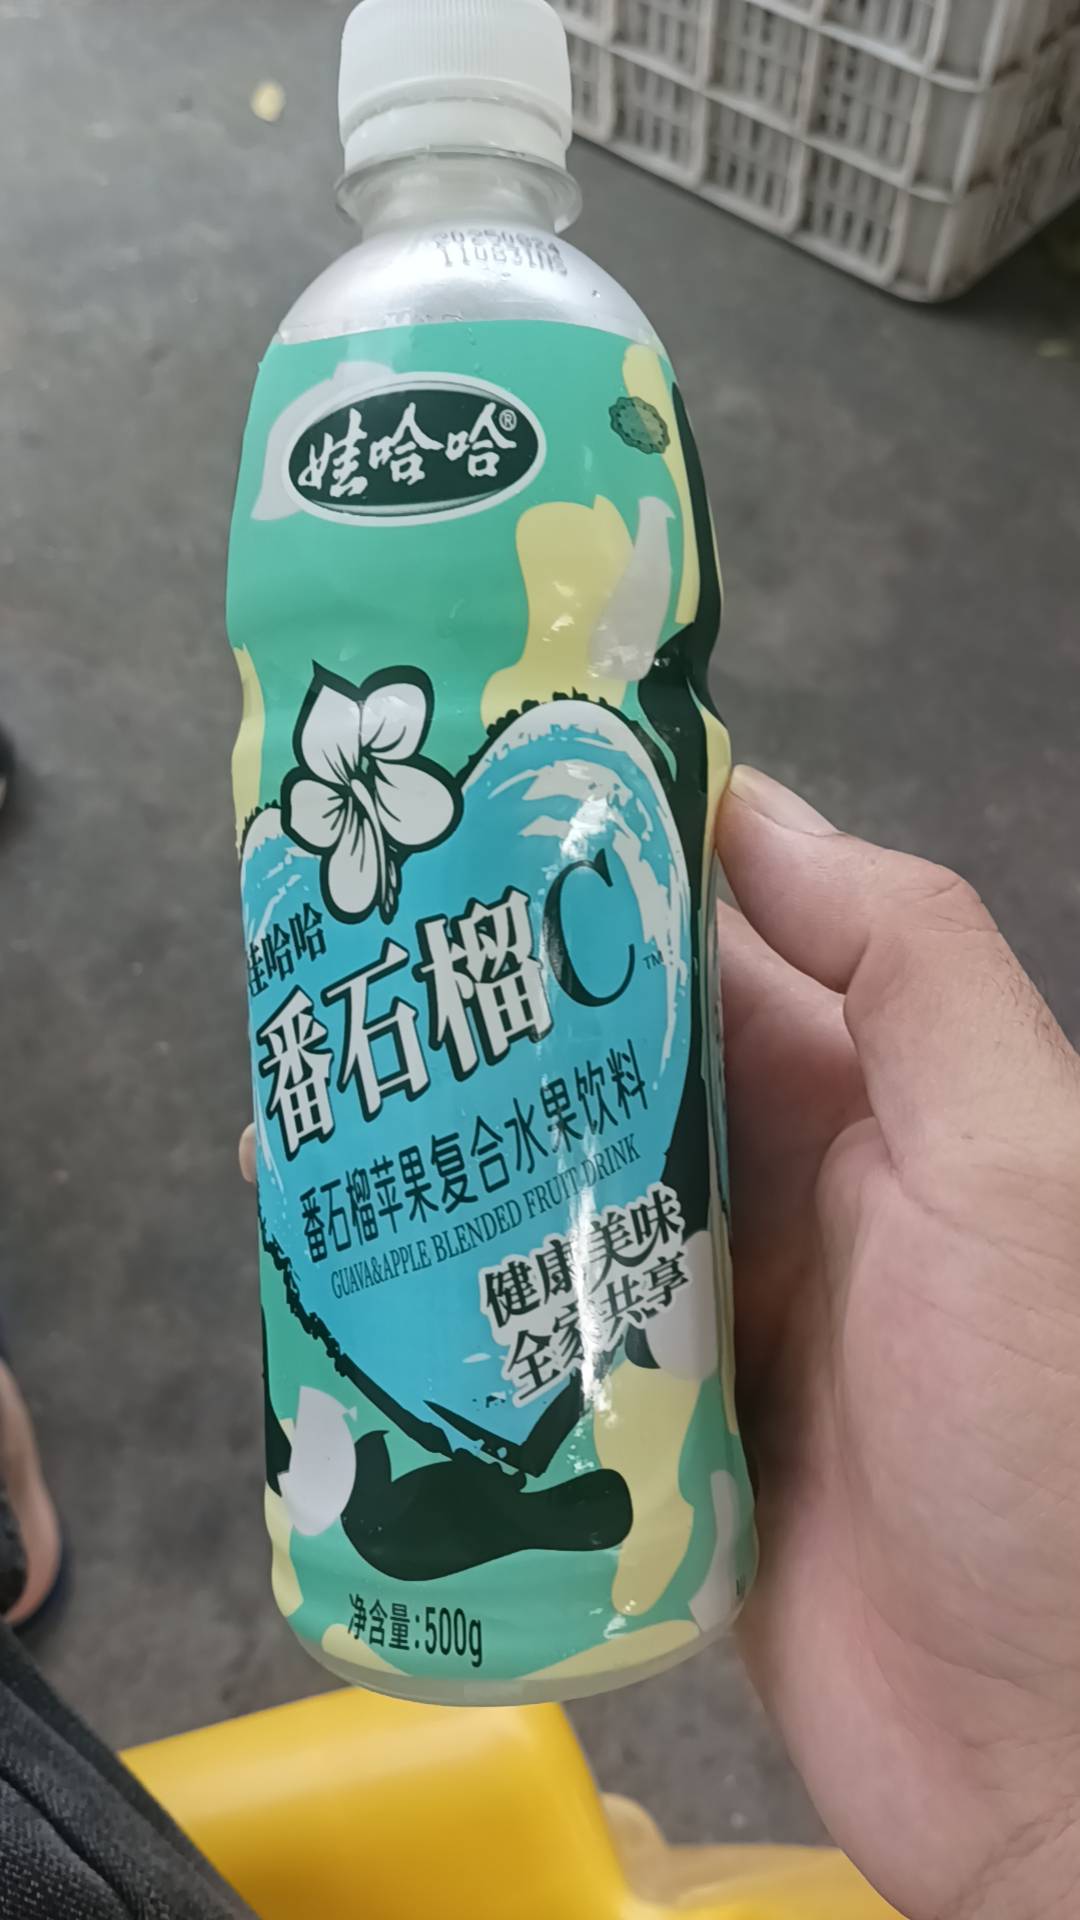 20250824
娃哈哈®
娃哈哈
番石榴C™
番石榴苹果复合水果饮料
GUAVA&APPLE BLENDED FRUIT DRINK
健康美味
全家共享
净含量:500g